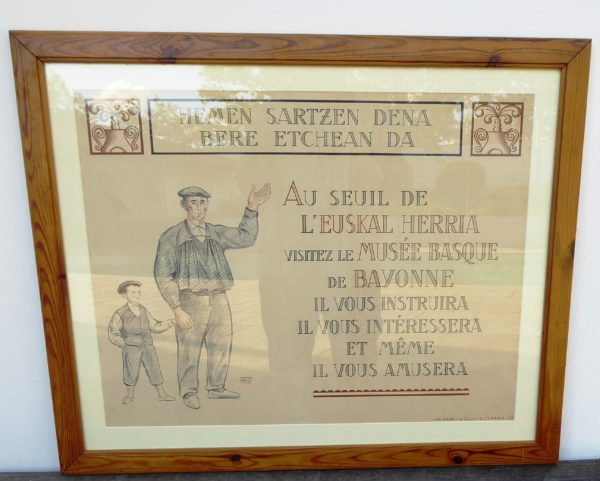 HEMEN SARTZEN DENA
BERE ETCHEAN DA
AU SEUIL DE
L'EUSKAL HERRIA
VISITEZ LE MUSÉE BASQUE
DE BAYONNE
IL VOUS INSTRUIRA
IL VOUS INTÉRESSERA
ET MÊME
IL VOUS AMUSERA